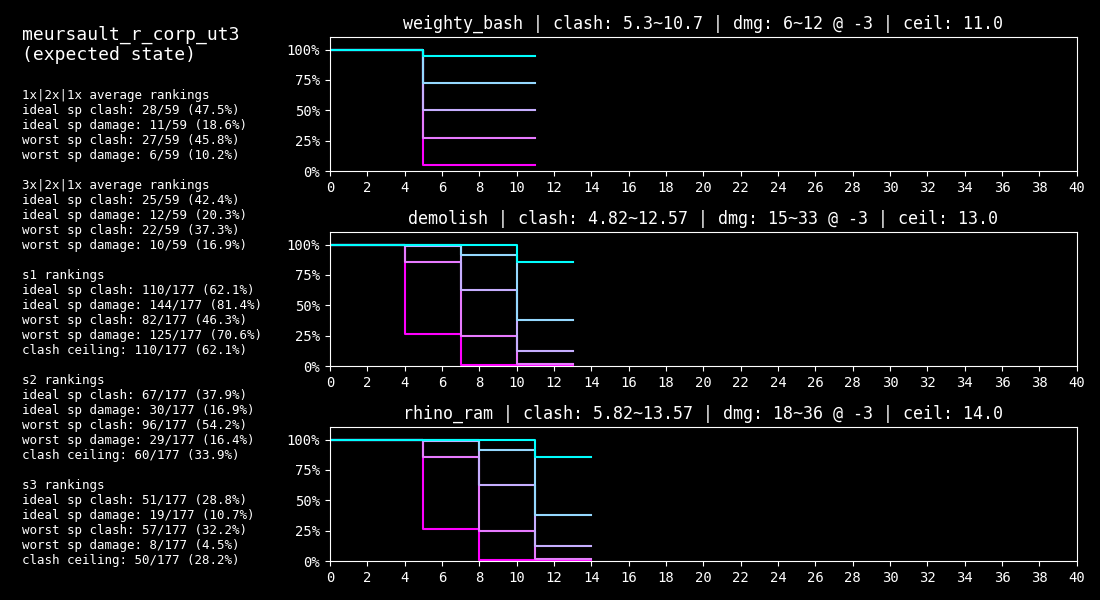 meursault_r_corp_ut3
(expected state)
1x|2x|1x average rankings
ideal sp clash: 28/59 (47.5%)
ideal sp damage: 11/59 (18.6%)
worst sp clash: 27/59 (45.8%)
worst sp damage: 6/59 (10.2%)
3x|2x|1x average rankings
ideal sp clash: 25/59 (42.4%)
ideal sp damage: 12/59 (20.3%)
worst sp clash: 22/59 (37.3%)
worst sp damage: 10/59 (16.9%)
s1 rankings
ideal sp clash: 110/177 (62.1%)
ideal sp damage: 144/177 (81.4%)
worst sp clash: 82/177 (46.3%)
worst sp damage: 125/177 (70.6%)
clash ceiling: 110/177 (62.1%)
s2 rankings
ideal sp clash: 67/177 (37.9%)
ideal sp damage: 30/177 (16.9%)
worst sp clash: 96/177 (54.2%)
worst sp damage: 29/177 (16.4%)
clash ceiling: 60/177 (33.9%)
s3 rankings
ideal sp clash: 51/177 (28.8%)
ideal sp damage: 19/177 (10.7%)
worst sp clash: 57/177 (32.2%)
worst sp damage: 8/177 (4.5%)
clash ceiling: 50/177 (28.2%)
weighty_bash | clash: 5.3~10.7 | dmg: 6~12 @ -3 | ceil: 11.0
100%
75%
50%
25%
0%
0 2 4 6 8 10 12 14 16 18 20 22 24 26 28 30 32 34 36 38 40
demolish | clash: 4.82~12.57 | dmg: 15~33 @ -3 | ceil: 13.0
100%
75%
50%
25%
0%
0 2 4 6 8 10 12 14 16 18 20 22 24 26 28 30 32 34 36 38 40
rhino_ram | clash: 5.82~13.57 | dmg: 18~36 @ -3 | ceil: 14.0
100%
75%
50%
25%
0%
0 2 4 6 8 10 12 14 16 18 20 22 24 26 28 30 32 34 36 38 40